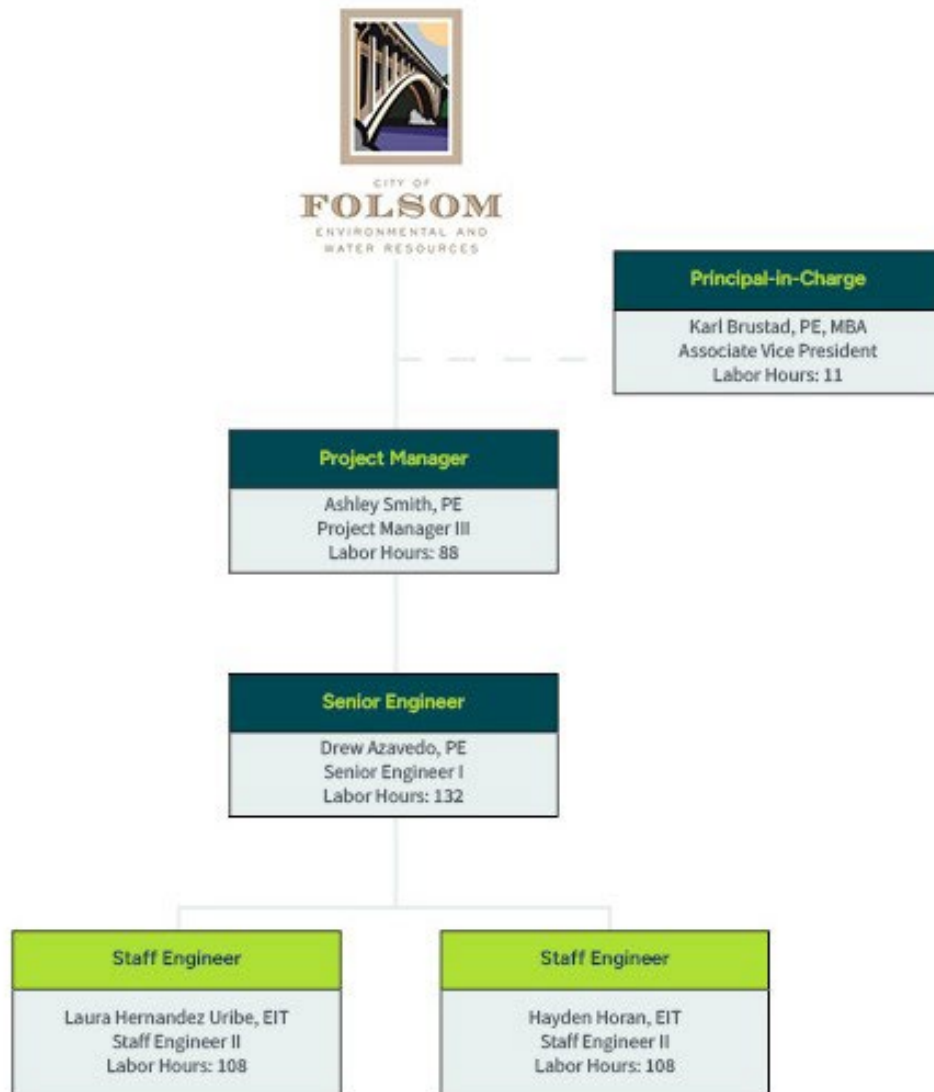 CITY OF
FOLSOM
ENVIRONMENTAL AND
WATER RESOURCES
Principal-in-Charge
Karl Brustad, PE, MBA
Associate Vice President
Labor Hours: 11
Project Manager
Ashley Smith, PE
Project Manager III
Labor Hours: 88
Senior Engineer
Drew Azavedo, PE
Senior Engineer I
Labor Hours: 132
Staff Engineer
Laura Hernandez Uribe, EIT
Staff Engineer II
Labor Hours: 108
Staff Engineer
Hayden Horan, EIT
Staff Engineer II
Labor Hours: 108